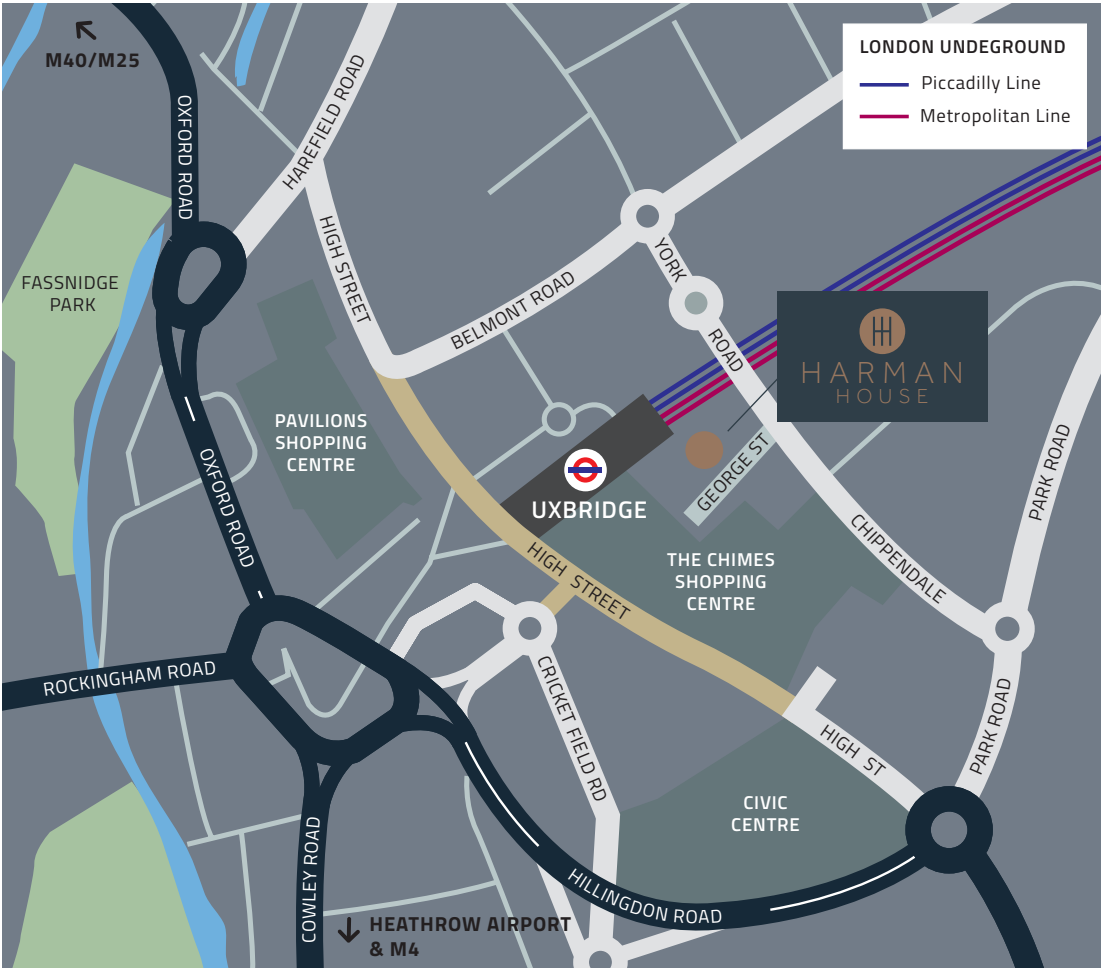 M40/M25
LONDON UNDEGROUND
Piccadilly Line
Metropolitan Line
OXFORD ROAD
HAREFIELD ROAD
HIGH STREET
FASSNIDGE
PARK
BELMONT ROAD
YORK
ROAD
HARMAN
HOUSE
PAVILIONS
SHOPPING
CENTRE
OXFORD ROAD
UXBRIDGE
GEORGE ST
PARK ROAD
CHIPPENDALE
HIGH STREET
THE CHIMES
SHOPPING
CENTRE
ROCKINGHAM ROAD
CRICKET FIELD RD
PARK ROAD
HIGH ST
CIVIC
CENTRE
COWLEY ROAD
HILLINGDON ROAD
HEATHROW AIRPORT
& M4